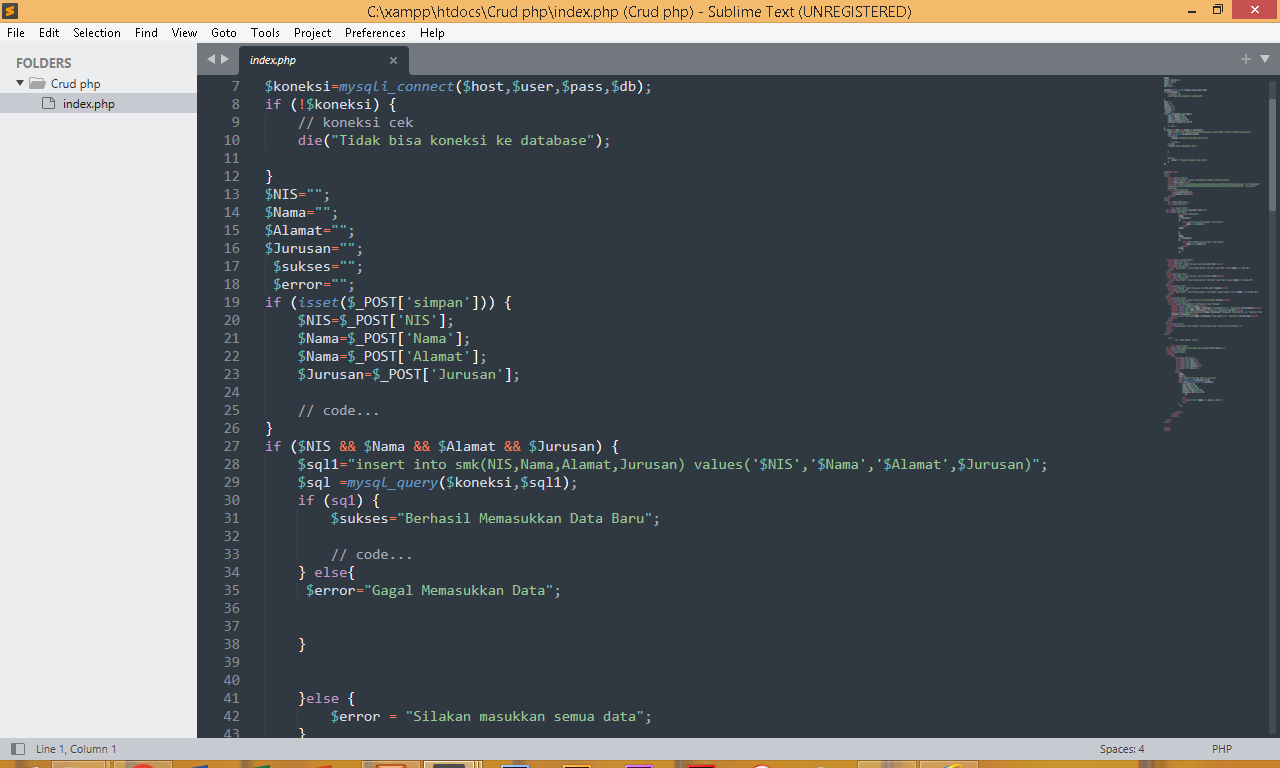 C:\xampp\htdocs\Crud php\index.php (Crud php) - Sublime Text (UNREGISTERED)
File Edit Selection Find View Goto Tools Project Preferences Help
FOLDERS
Crud php
index.php
index.php
7 $koneksi=mysqli_connect($host,$user,$pass,$db);
8 if (!$koneksi) {
9 // koneksi cek
10 die("Tidak bisa koneksi ke database");
11
12 }
13 $NIS="";
14 $Nama="";
15 $Alamat="";
16 $Jurusan="";
17 $sukses="";
18 $error="";
19 if (isset($_POST['simpan'])) {
20 $NIS=$_POST['NIS'];
21 $Nama=$_POST['Nama'];
22 $Nama=$_POST['Alamat'];
23 $Jurusan=$_POST['Jurusan'];
24
25 // code...
26 }
27 if ($NIS && $Nama && $Alamat && $Jurusan) {
28 $sql1="insert into smk(NIS,Nama,Alamat,Jurusan) values('$NIS','$Nama','$Alamat',$Jurusan)";
29 $sql =mysql_query($koneksi,$sql1);
30 if (sq1) {
31 $sukses="Berhasil Memasukkan Data Baru";
32
33 // code...
34 } else{
35 $error="Gagal Memasukkan Data";
36
37
38 }
39
40
41 }else {
42 $error = "Silakan masukkan semua data";
43 }
Line 1, Column 1
Spaces: 4
PHP